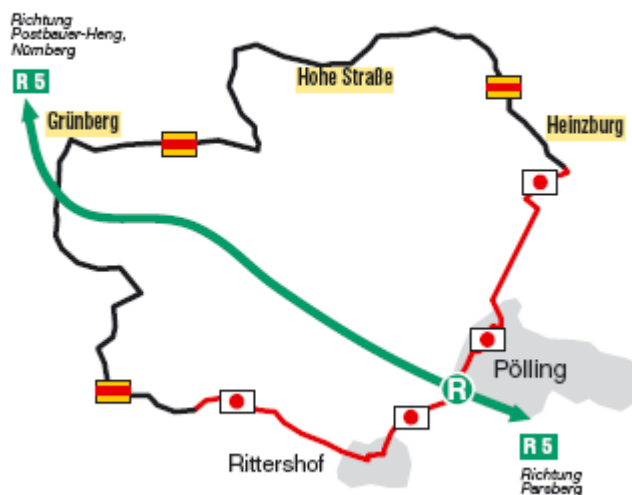 Richtung
Postbauer-Heng,
Nürnberg
R 5
Grünberg
Hohe Straße
Heinzburg
Pölling
R
Rittershof
R 5
Richtung
Parsberg